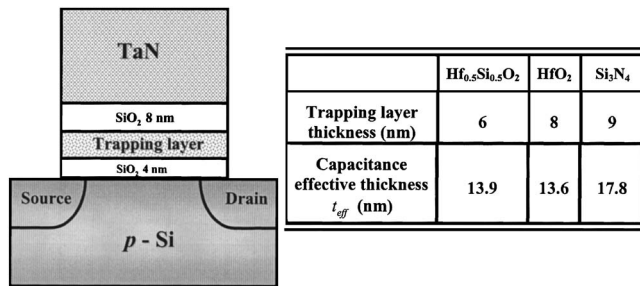 TaN
SiO₂ 8 nm
Trapping layer
SiO₂ 4 nm
Source
Drain
p - Si
Hf₀.₅Si₀.₅O₂ HfO₂ Si₃N₄
Trapping layer
thickness (nm) 6 8 9
Capacitance
effective thickness 13.9 13.6 17.8
t_eff (nm)